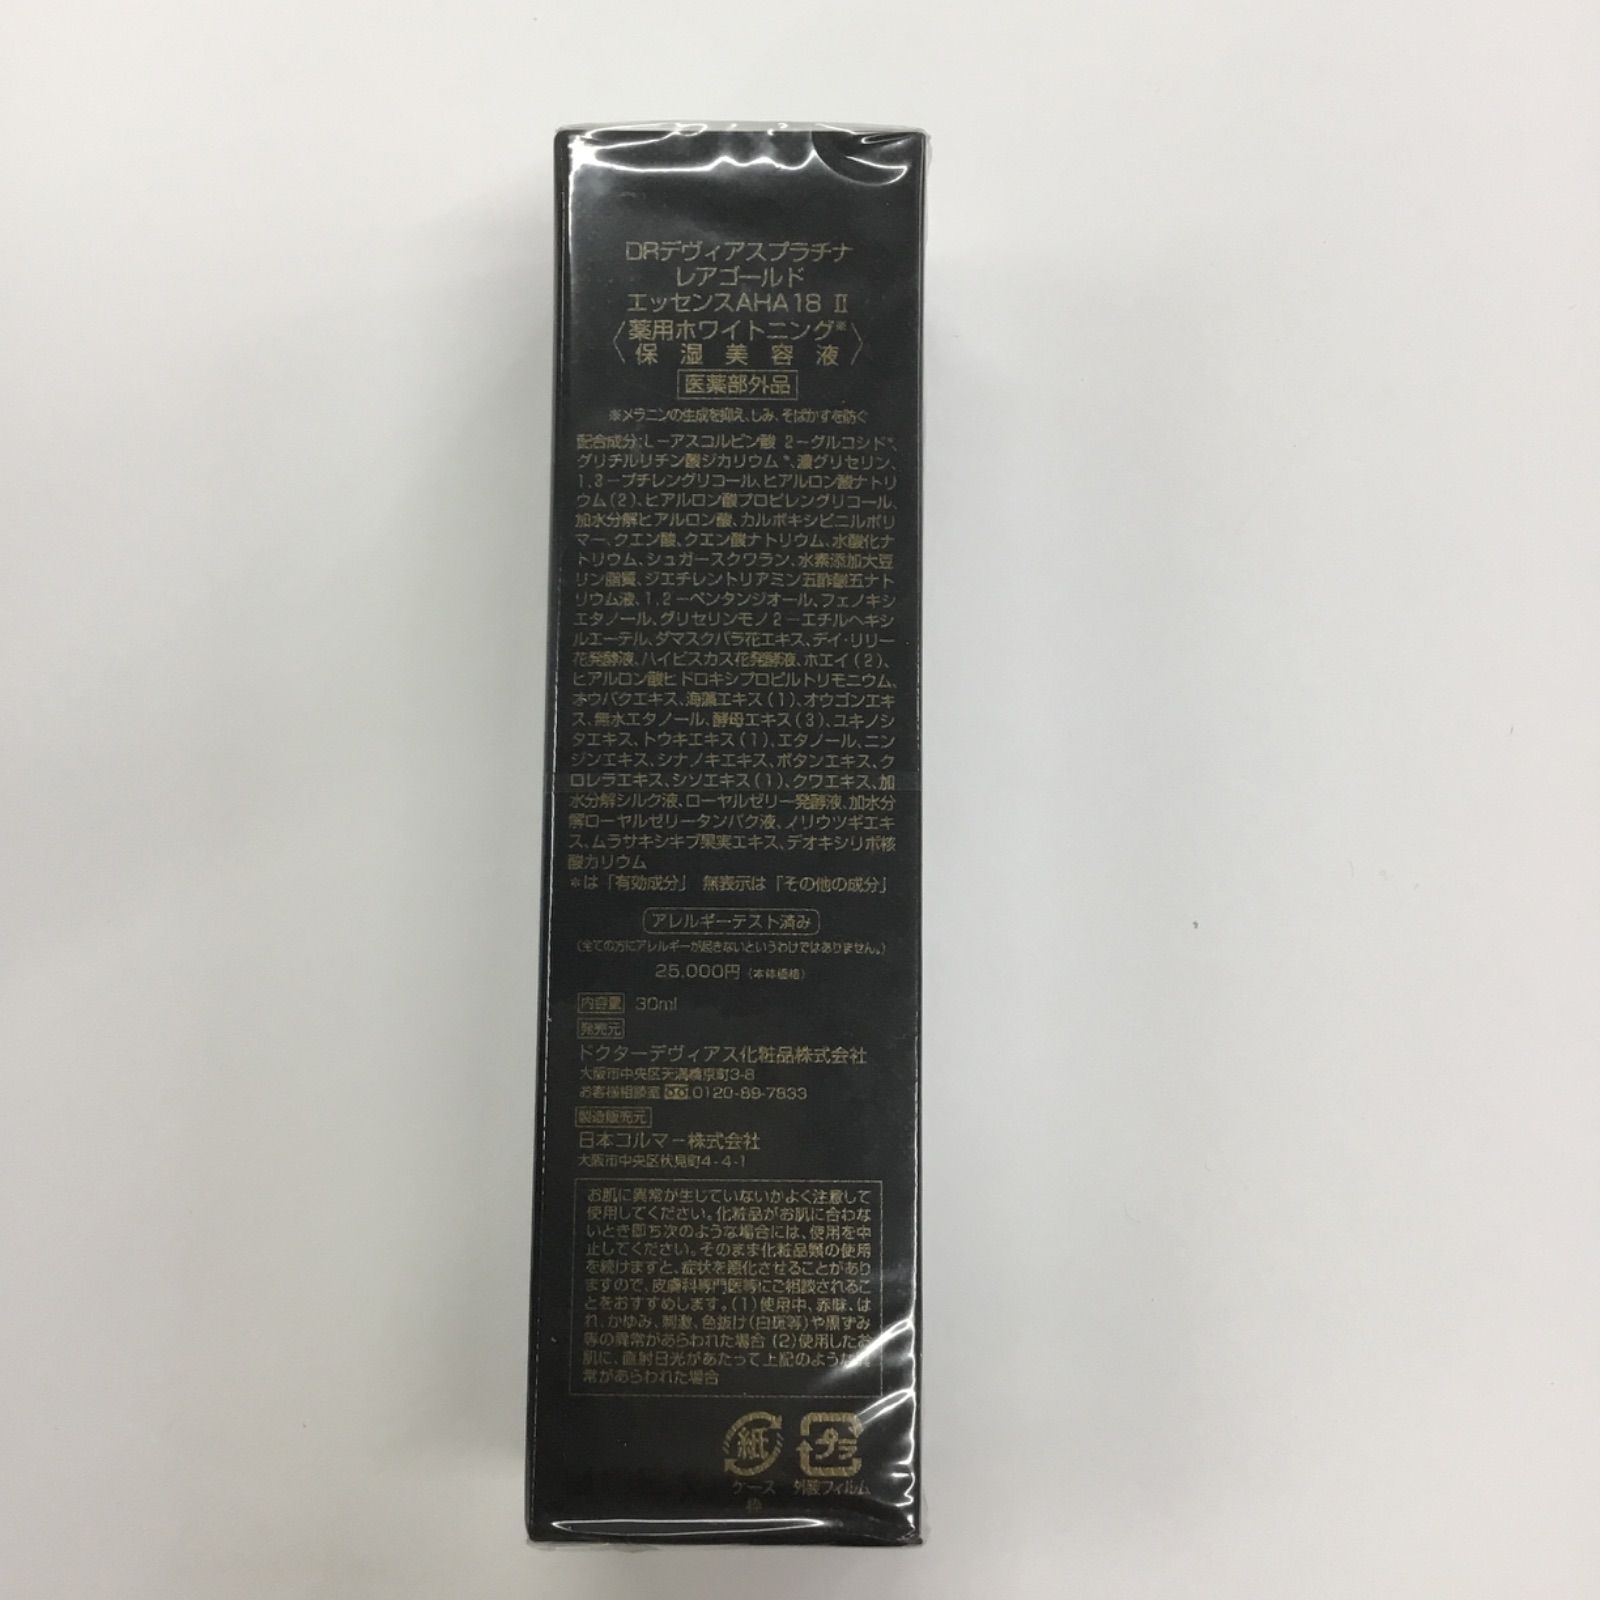 DRデヴィアスプラチナ
レアゴールド
エッセンスAHA18 Ⅱ
〈薬用ホワイトニング※
保湿美容液〉
医薬部外品
※メラニンの生成を抑え、しみ、そばかすを防ぐ
配合成分:L-アスコルビン酸 2-グルコシド*、
グリチルリチン酸ジカリウム*、濃グリセリン、
1,3-ブチレングリコール、ヒアルロン酸ナトリ
ウム(2)、ヒアルロン酸プロピレングリコール、
加水分解ヒアルロン酸、カルボキシビニルポリ
マー、クエン酸、クエン酸ナトリウム、水酸化ナ
トリウム、シュガースクワラン、水素添加大豆
リン脂質、ジエチレントリアミン五酢酸五ナト
リウム液、1,2-ペンタンジオール、フェノキシ
エタノール、グリセリンモノ2-エチルヘキシ
ルエーテル、ダマスクバラ花エキス、デイ・リリー
花発酵液、ハイビスカス花発酵液、ホエイ(2)、
ヒアルロン酸ヒドロキシプロピルトリモニウム、
オウバクエキス、海藻エキス(1)、オウゴンエキ
ス、無水エタノール、酵母エキス(3)、ユキノシ
タエキス、トウキエキス(1)、エタノール、ニン
ジンエキス、シナノキエキス、ボタンエキス、ク
ロレラエキス、シソエキス(1)、クワエキス、加
水分解シルク液、ローヤルゼリー発酵液、加水分
解ローヤルゼリータンパク液、ノリウツギエキ
ス、ムラサキシキブ果実エキス、デオキシリボ核
酸カリウム
*は「有効成分」 無表示は「その他の成分」
アレルギーテスト済み
(全ての方にアレルギーが起きないというわけではありません。)
25,000円(本体価格)
内容量 30ml
発売元
ドクターデヴィアス化粧品株式会社
大阪市中央区天満橋京町3-8
お客様相談室 0120-89-7833
製造販売元
日本コルマー株式会社
大阪市中央区伏見町4-4-1
お肌に異常が生じていないかよく注意して
使用してください。化粧品がお肌に合わな
いとき即ち次のような場合には、使用を中
止してください。そのまま化粧品類の使用
を続けますと、症状を悪化させることがあり
ますので、皮膚科専門医等にご相談されるこ
とをおすすめします。(1)使用中、赤味、は
れ、かゆみ、刺激、色抜け(白斑等)や黒ずみ
等の異常があらわれた場合(2)使用したお
肌に、直射日光があたって上記のような異
常があらわれた場合
紙 プラ
ケース 外装フィルム
枠